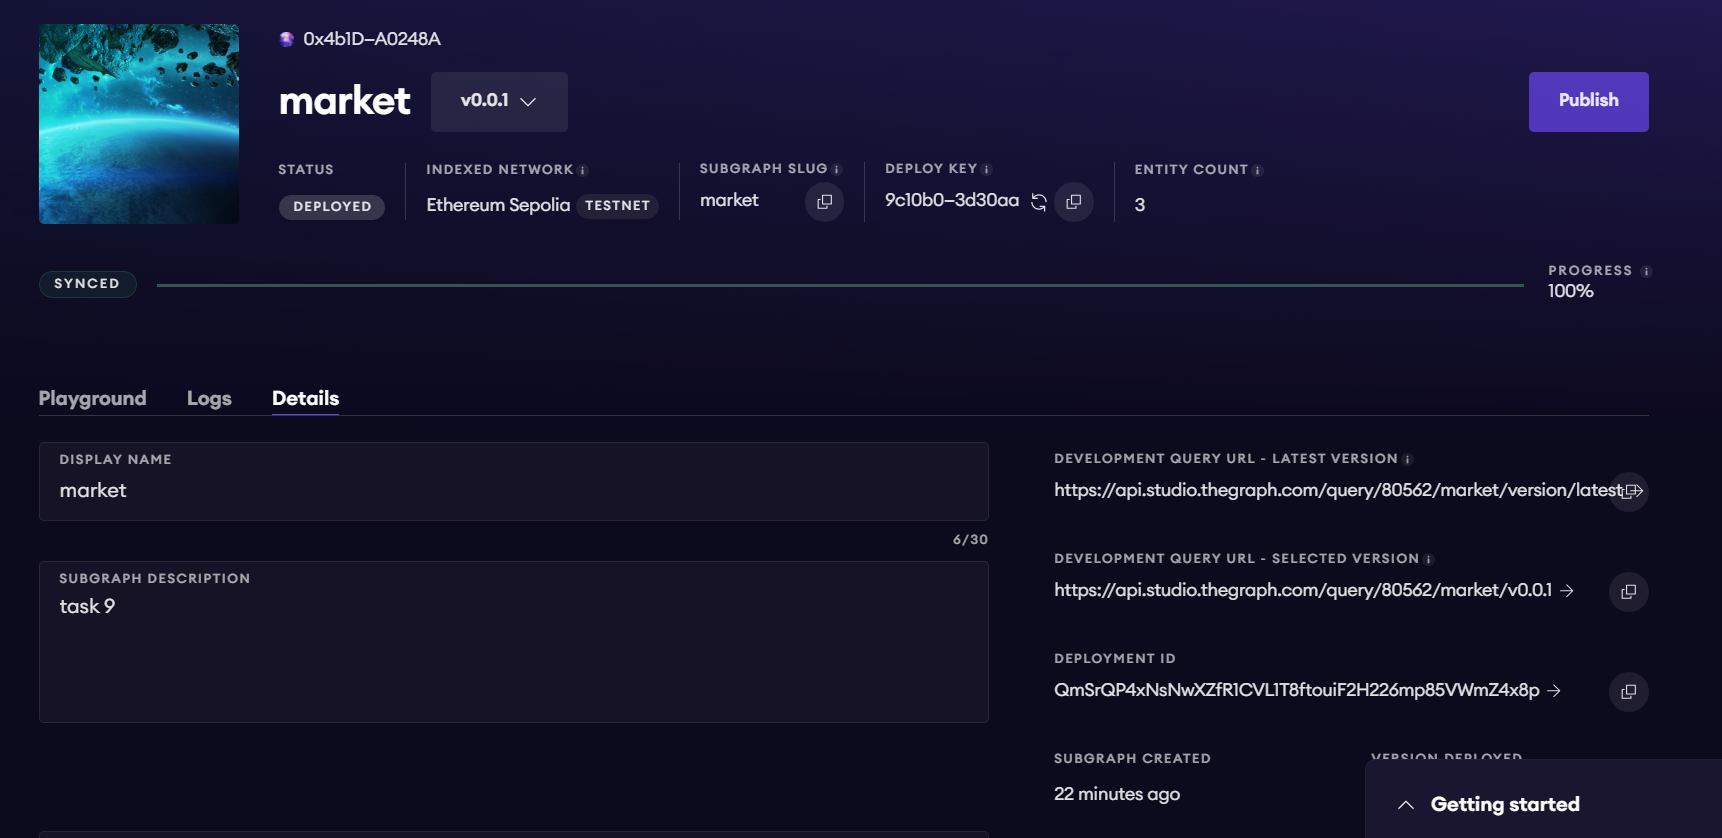 0x4b1D–A0248A
market
v0.0.1
Publish
STATUS
DEPLOYED
INDEXED NETWORK
Ethereum Sepolia TESTNET
SUBGRAPH SLUG
market
DEPLOY KEY
9c10b0–3d30aa
ENTITY COUNT
3
SYNCED
PROGRESS
100%
Playground
Logs
Details
DISPLAY NAME
market
6/30
SUBGRAPH DESCRIPTION
task 9
DEVELOPMENT QUERY URL - LATEST VERSION
https://api.studio.thegraph.com/query/80562/market/version/latest
DEVELOPMENT QUERY URL - SELECTED VERSION
https://api.studio.thegraph.com/query/80562/market/v0.0.1 →
DEPLOYMENT ID
QmSrQP4xNsNwXZfR1CVL1T8ftouiF2H226mp85VWmZ4x8p →
SUBGRAPH CREATED
22 minutes ago
VERSION DEPLOYED
Getting started